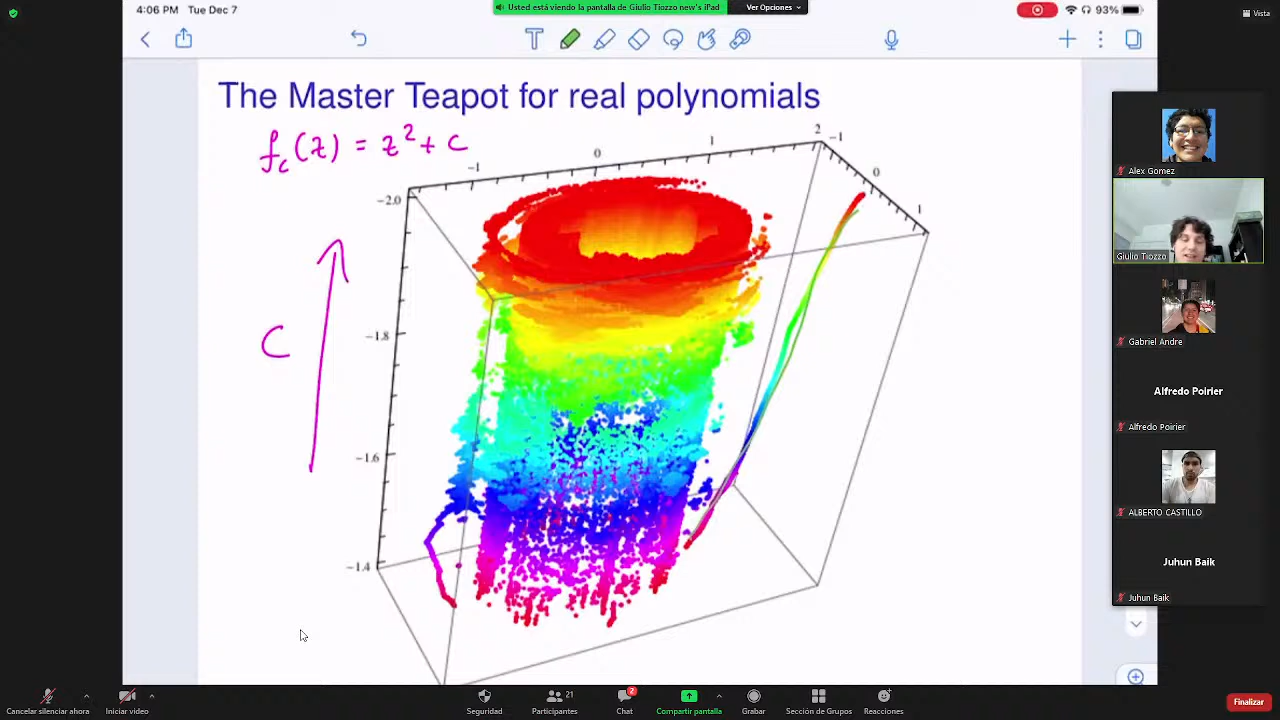 4:06 PM Tue Dec 7
Usted está viendo la pantalla de Giulio Tiozzo new's iPad
Ver Opciones
93%
Vista
The Master Teapot for real polynomials
f_c(z) = z² + c
-1
0
1
2
-1
0
1
-2.0
-1.8
-1.6
-1.4
C
Alex Gomez
Giulio Tiozzo
Gabriel Andre
Alfredo Poirier
Alfredo Poirier
ALBERTO CASTILLO
Juhun Baik
Juhun Baik
Cancelar silenciar ahora
Iniciar video
Seguridad
21
Participantes
2
Chat
Compartir pantalla
Grabar
Sección de Grupos
Reacciones
Finalizar